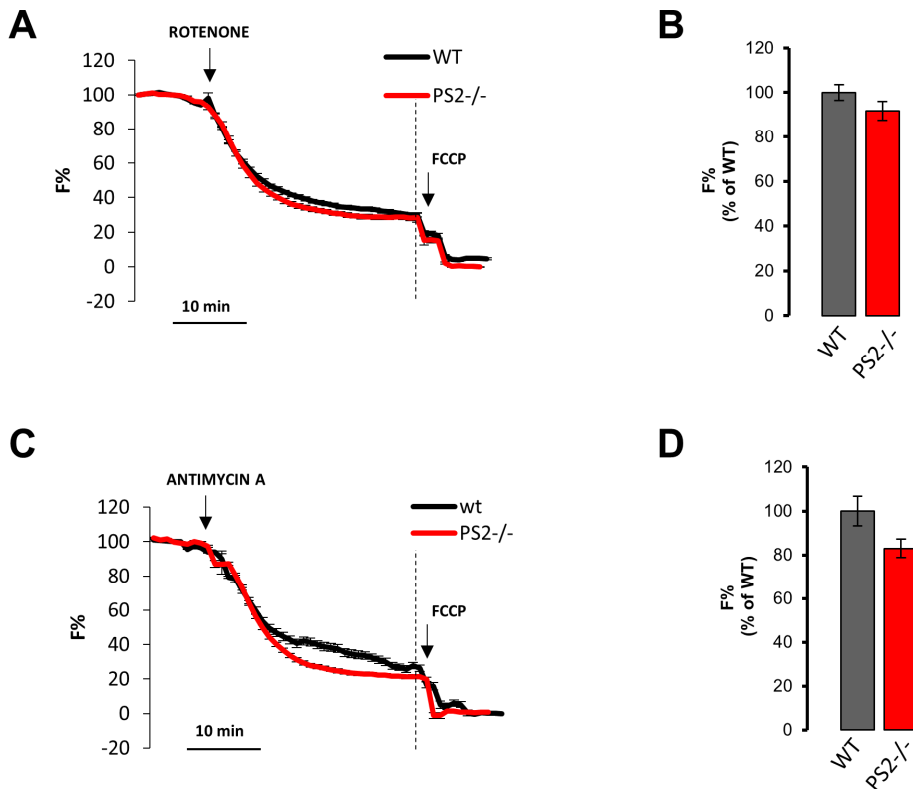 A
ROTENONE
WT
PS2-/-
FCCP
F%
120
100
80
60
40
20
0
-20
10 min
B
F%
(% of WT)
120
100
80
60
40
20
0
WT
PS2-/-
C
ANTIMYCIN A
wt
PS2-/-
FCCP
F%
120
100
80
60
40
20
0
-20
10 min
D
F%
(% of WT)
120
100
80
60
40
20
0
WT
PS2-/-